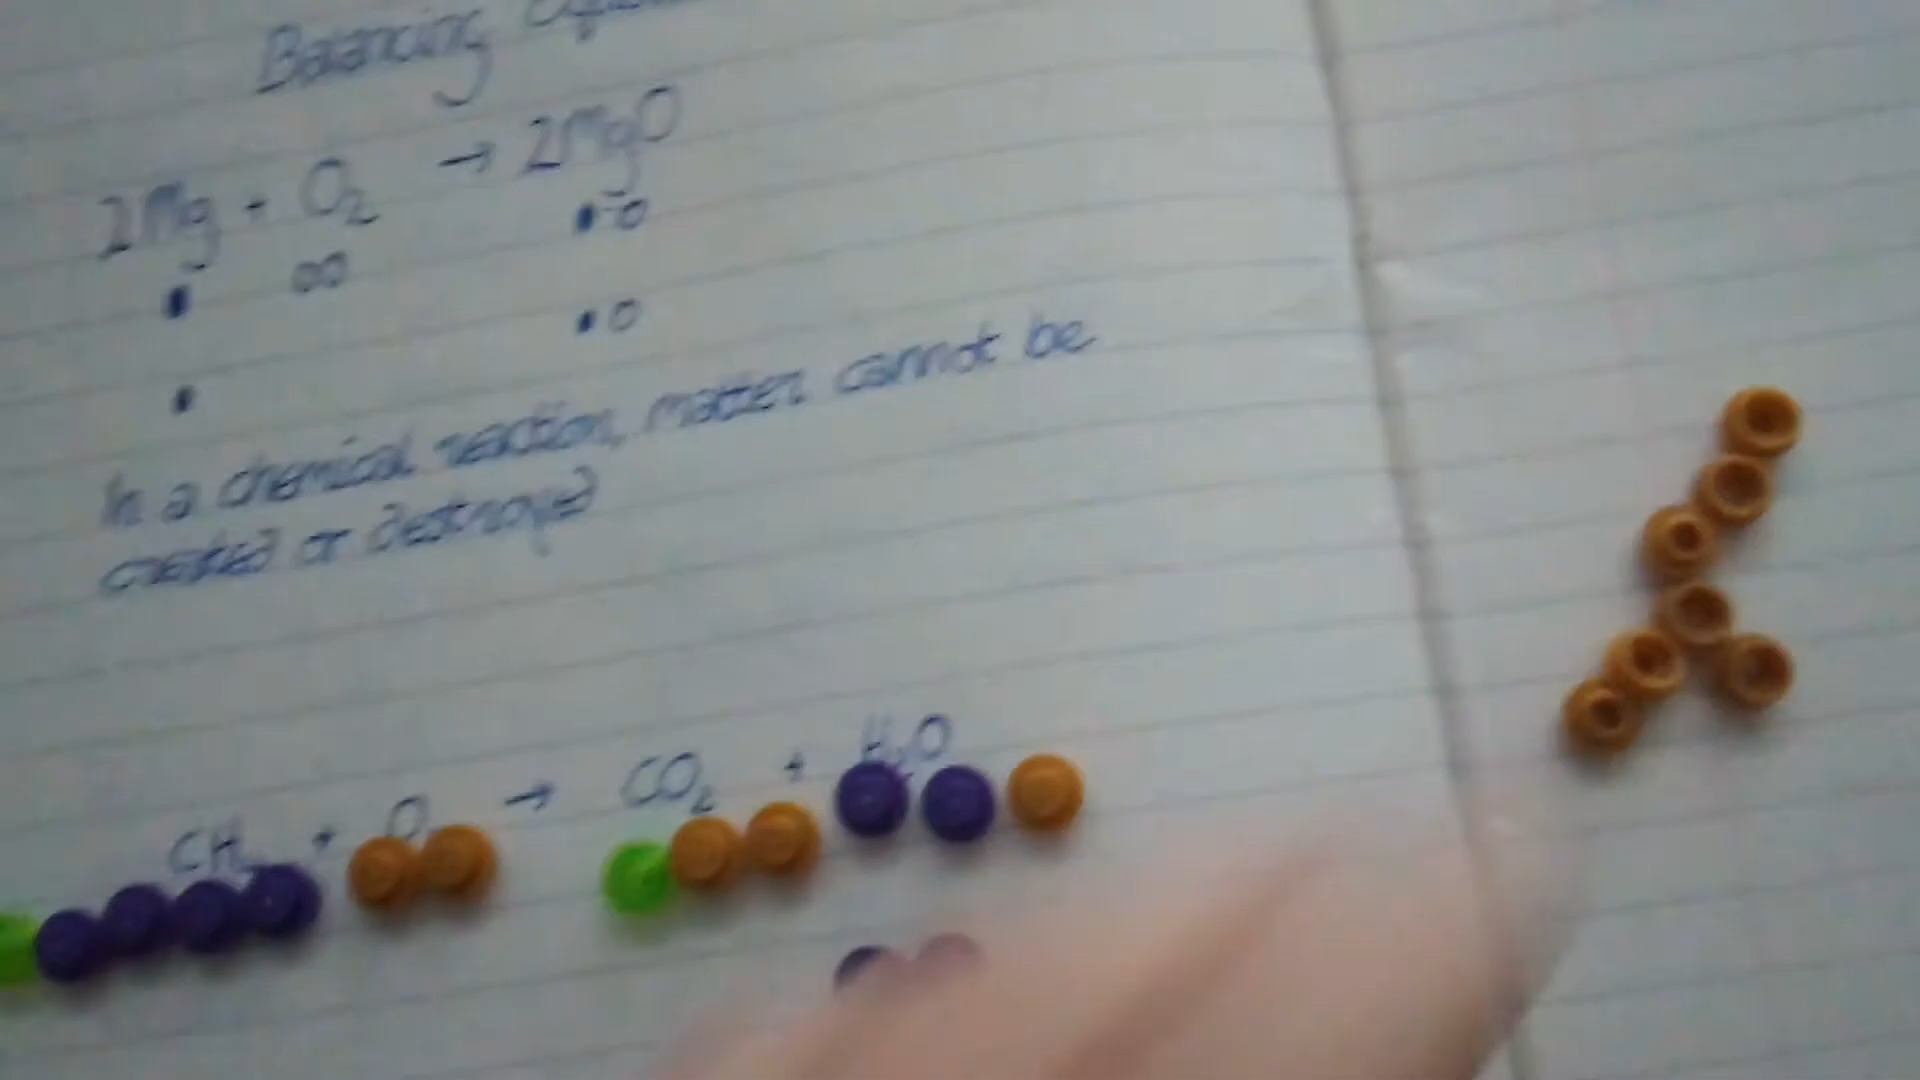 Balancing
2Mg + O₂ → 2MgO
In a chemical reaction, matter cannot be
created or destroyed
CH₄ + O₂ → CO₂ + H₂O